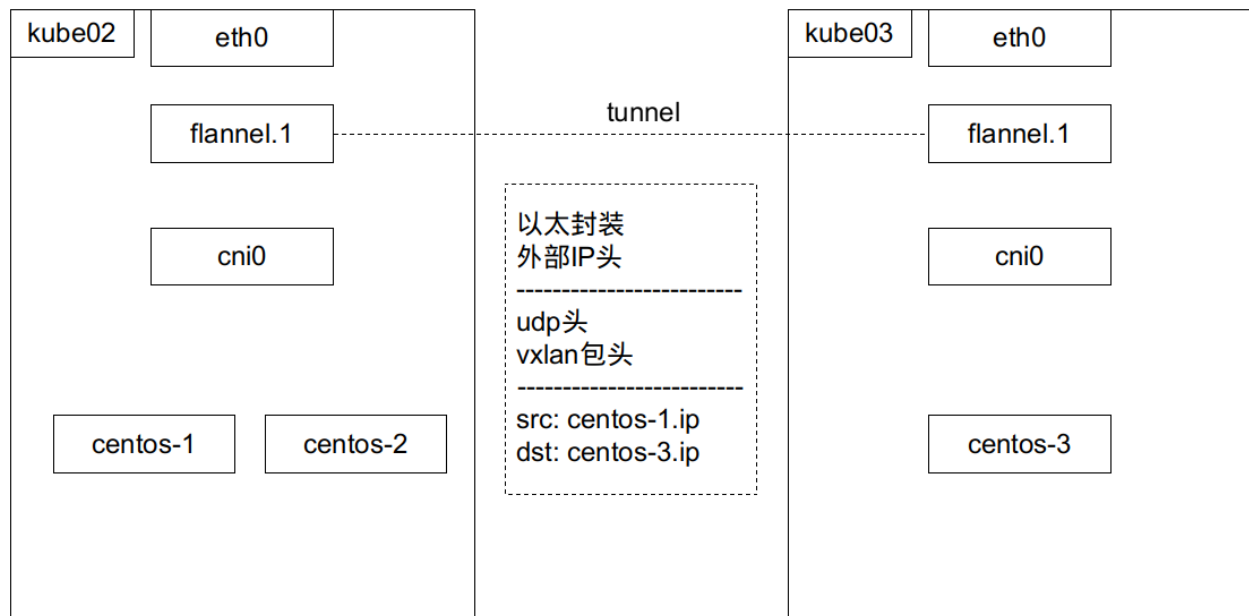 kube02
eth0
flannel.1
cni0
centos-1
centos-2
tunnel
以太封装
外部IP头
-------------------------
udp头
vxlan包头
-------------------------
src: centos-1.ip
dst: centos-3.ip
kube03
eth0
flannel.1
cni0
centos-3